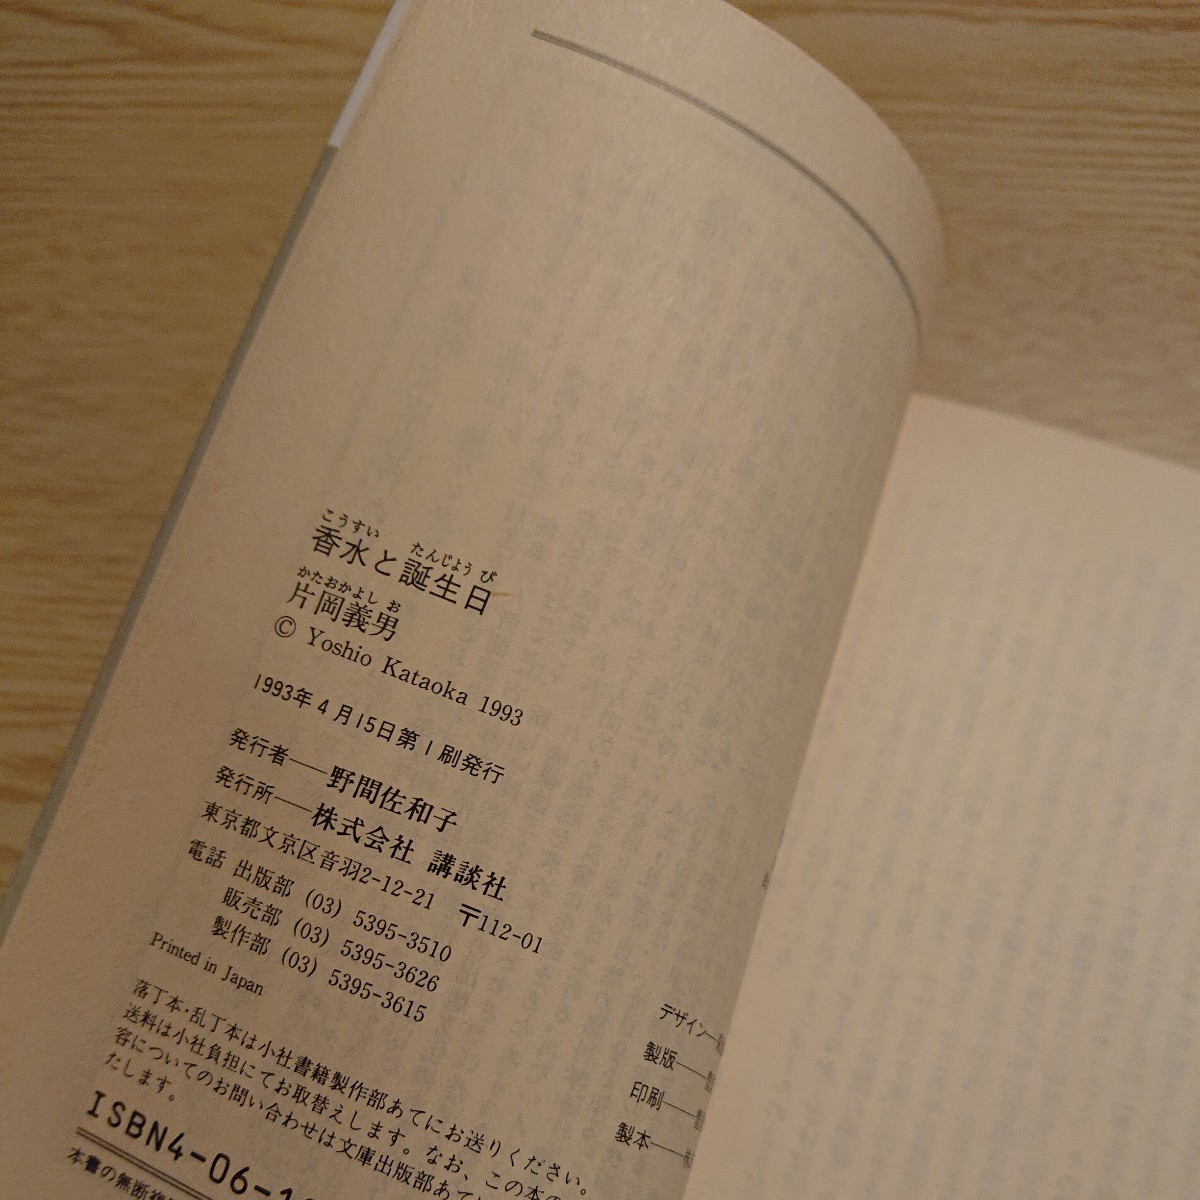 こうすい たんじょう び
香水と誕生日
かたおかよし お
片岡義男
© Yoshio Kataoka 1993
1993年4月15日第1刷発行
発行者——野間佐和子
発行所——株式会社 講談社
東京都文京区音羽2-12-21 〒112-01
電話 出版部 (03) 5395-3510
販売部 (03) 5395-3626
製作部 (03) 5395-3615
Printed in Japan
デザイン—
製版—
印刷—
製本—
落丁本・乱丁本は小社書籍製作部あてにお送りください。
送料は小社負担にてお取替えします。なお、この本の
容についてのお問い合わせは文庫出版部あて
たします。
ISBN4-06-1
本書の無断